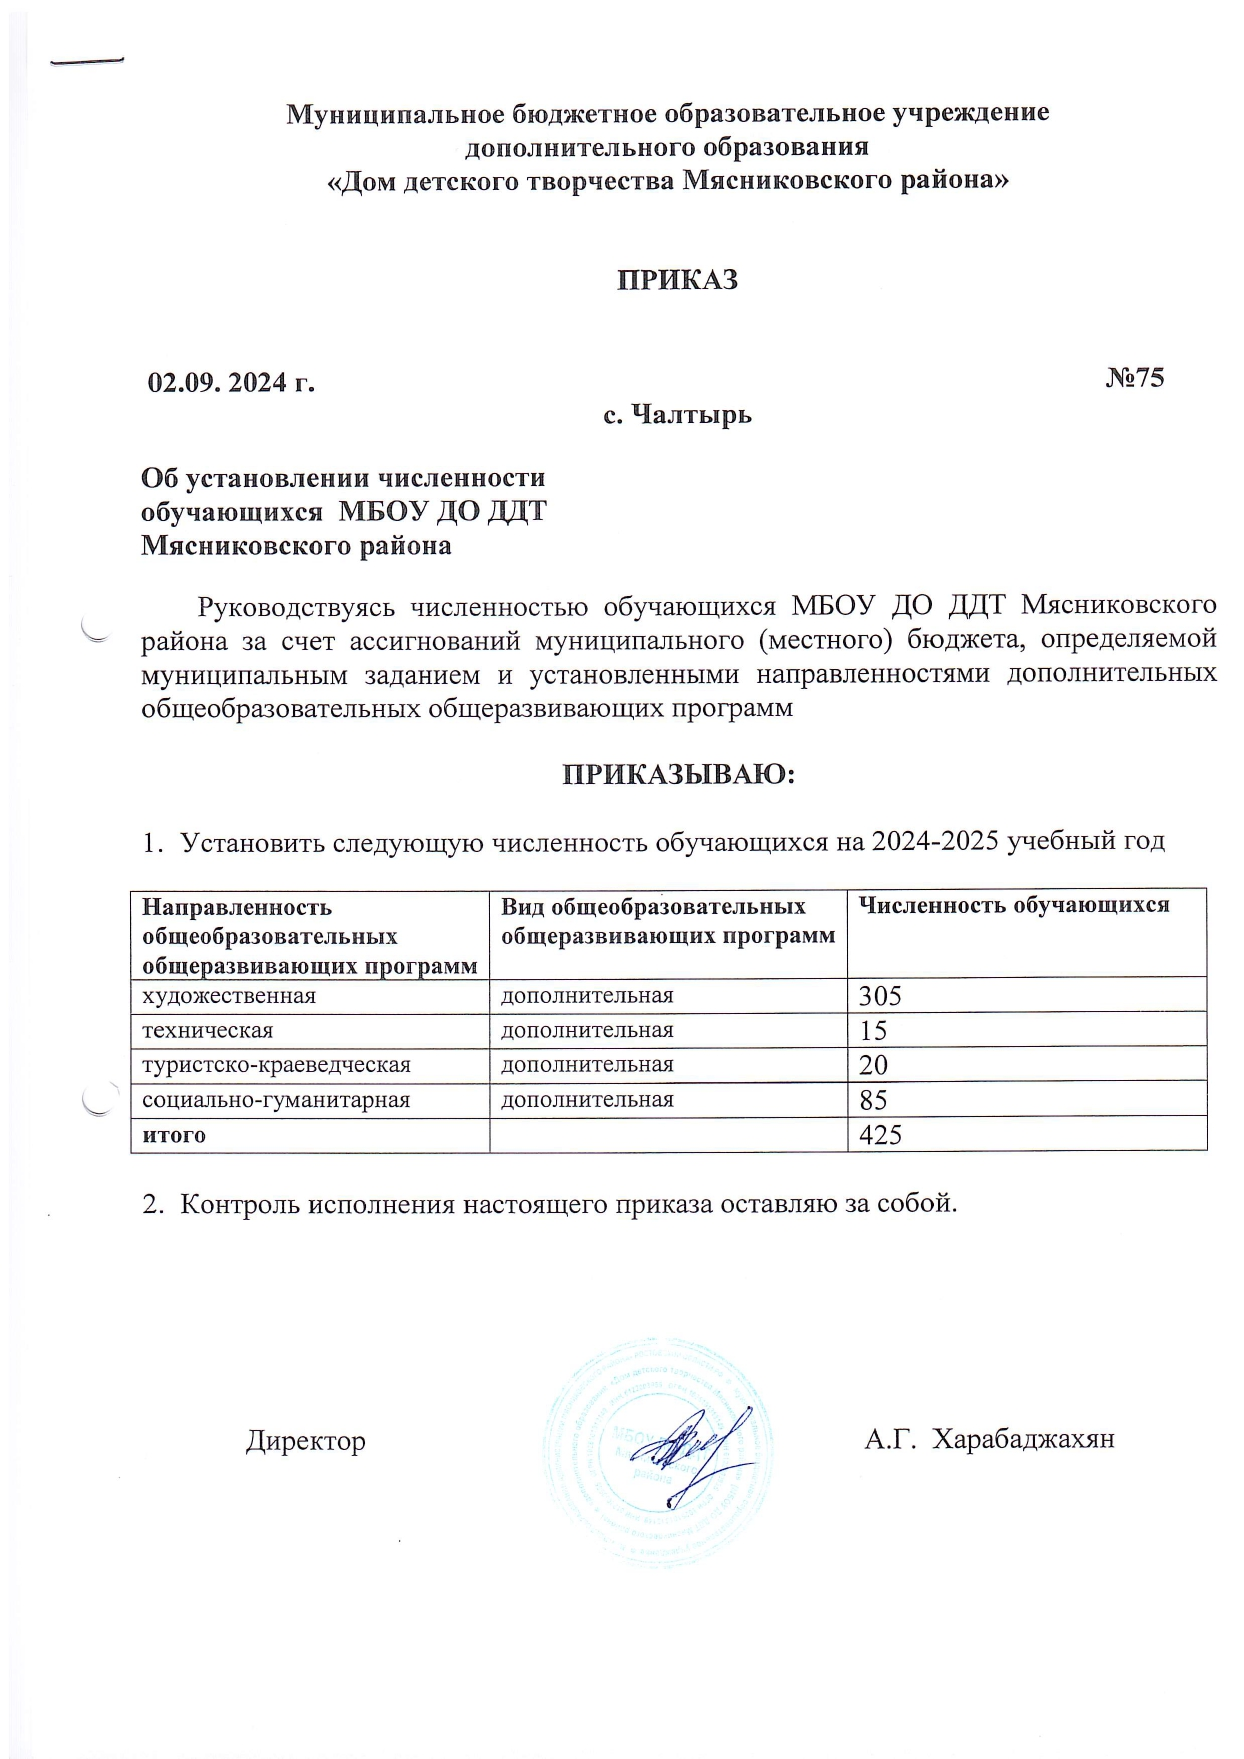 Муниципальное бюджетное образовательное учреждение
дополнительного образования
«Дом детского творчества Мясниковского района»
ПРИКАЗ
02.09. 2024 г. №75
с. Чалтырь
Об установлении численности
обучающихся МБОУ ДО ДДТ
Мясниковского района
Руководствуясь численностью обучающихся МБОУ ДО ДДТ Мясниковского
района за счет ассигнований муниципального (местного) бюджета, определяемой
муниципальным заданием и установленными направленностями дополнительных
общеобразовательных общеразвивающих программ
ПРИКАЗЫВАЮ:
1. Установить следующую численность обучающихся на 2024-2025 учебный год
Направленность
общеобразовательных
общеразвивающих программ
Вид общеобразовательных
общеразвивающих программ
Численность обучающихся
художественная дополнительная 305
техническая дополнительная 15
туристско-краеведческая дополнительная 20
социально-гуманитарная дополнительная 85
итого 425
2. Контроль исполнения настоящего приказа оставляю за собой.
Директор А.Г. Харабаджахян
МБОУ
района